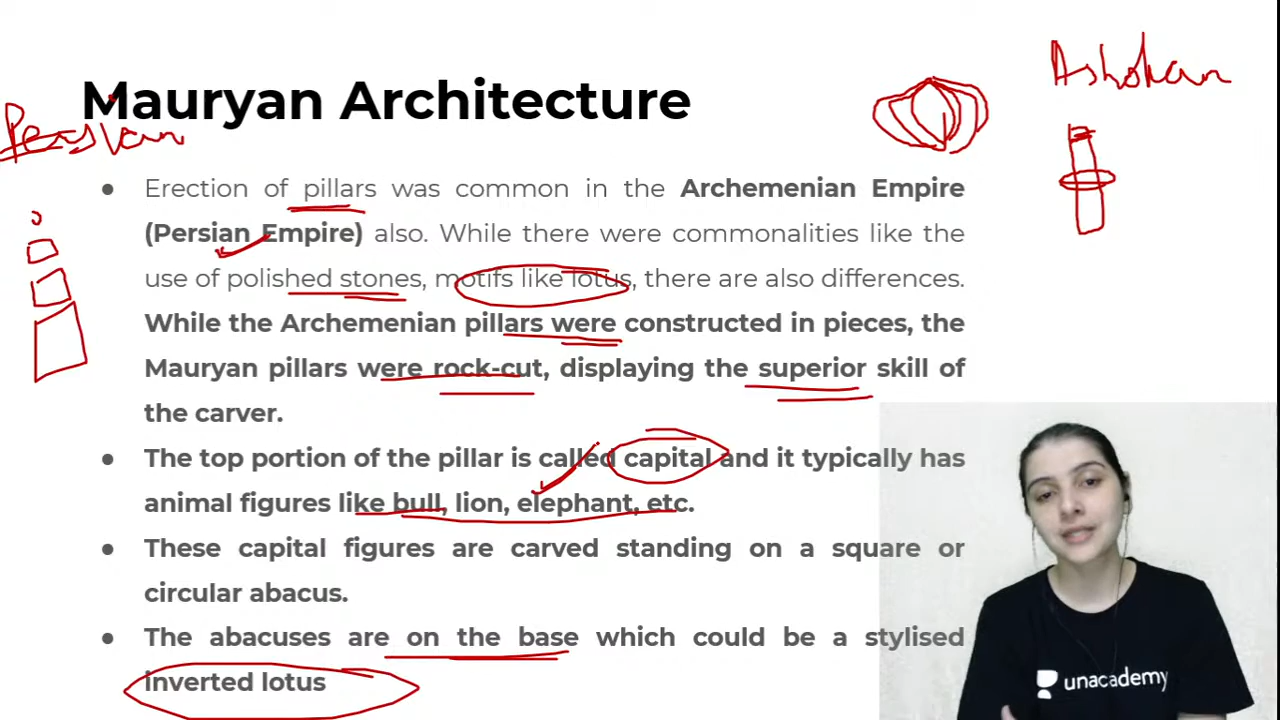 Ashokan
Mauryan Architecture
Persian
● Erection of pillars was common in the Archemenian Empire
(Persian Empire) also. While there were commonalities like the
use of polished stones, motifs like lotus, there are also differences.
While the Archemenian pillars were constructed in pieces, the
Mauryan pillars were rock-cut, displaying the superior skill of
the carver.
● The top portion of the pillar is called capital and it typically has
animal figures like bull, lion, elephant, etc.
● These capital figures are carved standing on a square or
circular abacus.
● The abacuses are on the base which could be a stylised
inverted lotus
unacademy